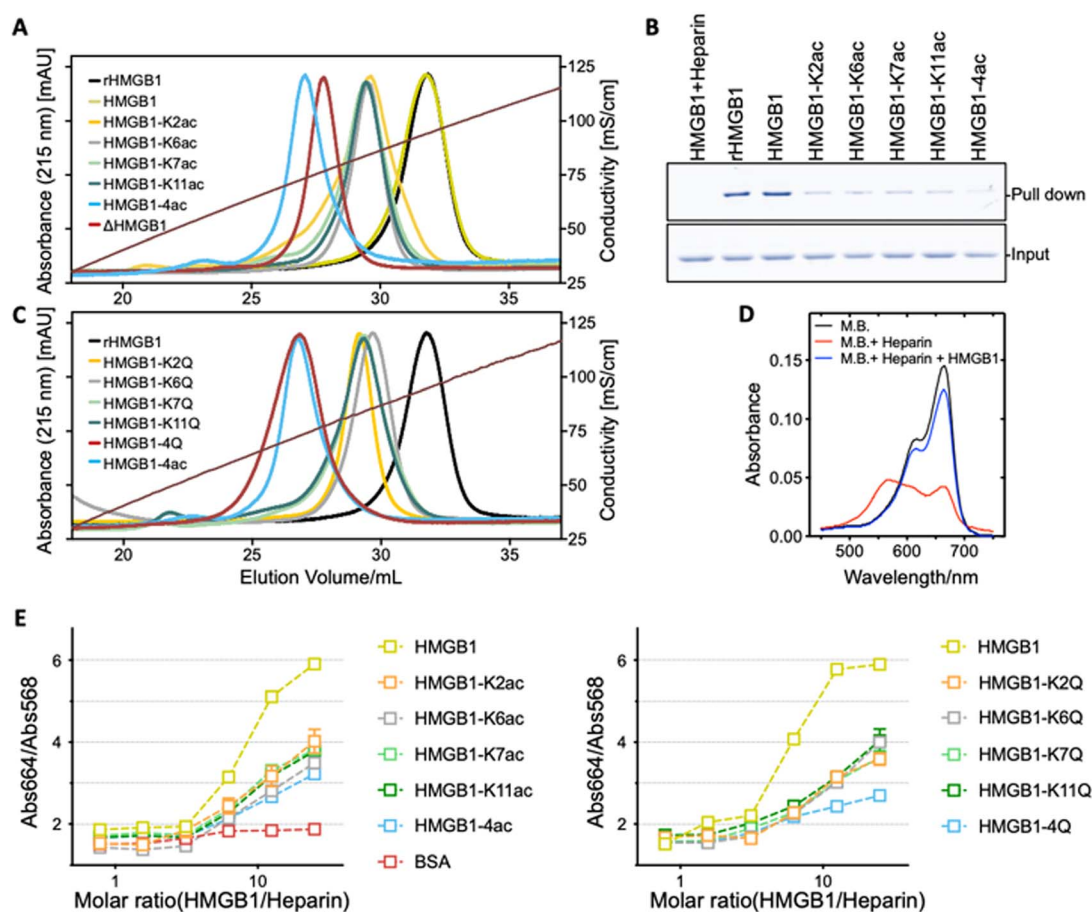 A
Absorbance (215 nm) [mAU]
rHMGB1
HMGB1
HMGB1-K2ac
HMGB1-K6ac
HMGB1-K7ac
HMGB1-K11ac
HMGB1-4ac
ΔHMGB1
125
100
75
50
25
Conductivity [mS/cm]
20 25 30 35
B
HMGB1+Heparin
rHMGB1
HMGB1
HMGB1-K2ac
HMGB1-K6ac
HMGB1-K7ac
HMGB1-K11ac
HMGB1-4ac
-Pull down
-Input
C
Absorbance (215 nm) [mAU]
rHMGB1
HMGB1-K2Q
HMGB1-K6Q
HMGB1-K7Q
HMGB1-K11Q
HMGB1-4Q
HMGB1-4ac
125
100
75
50
25
Conductivity [mS/cm]
20 25 30 35
Elution Volume/mL
D
M.B.
M.B.+ Heparin
M.B.+ Heparin + HMGB1
Absorbance
0.15
0.10
0.05
0.00
500 600 700
Wavelength/nm
E
Abs664/Abs568
6
4
2
1 10
Molar ratio(HMGB1/Heparin)
HMGB1
HMGB1-K2ac
HMGB1-K6ac
HMGB1-K7ac
HMGB1-K11ac
HMGB1-4ac
BSA
Abs664/Abs568
6
4
2
1 10
Molar ratio(HMGB1/Heparin)
HMGB1
HMGB1-K2Q
HMGB1-K6Q
HMGB1-K7Q
HMGB1-K11Q
HMGB1-4Q